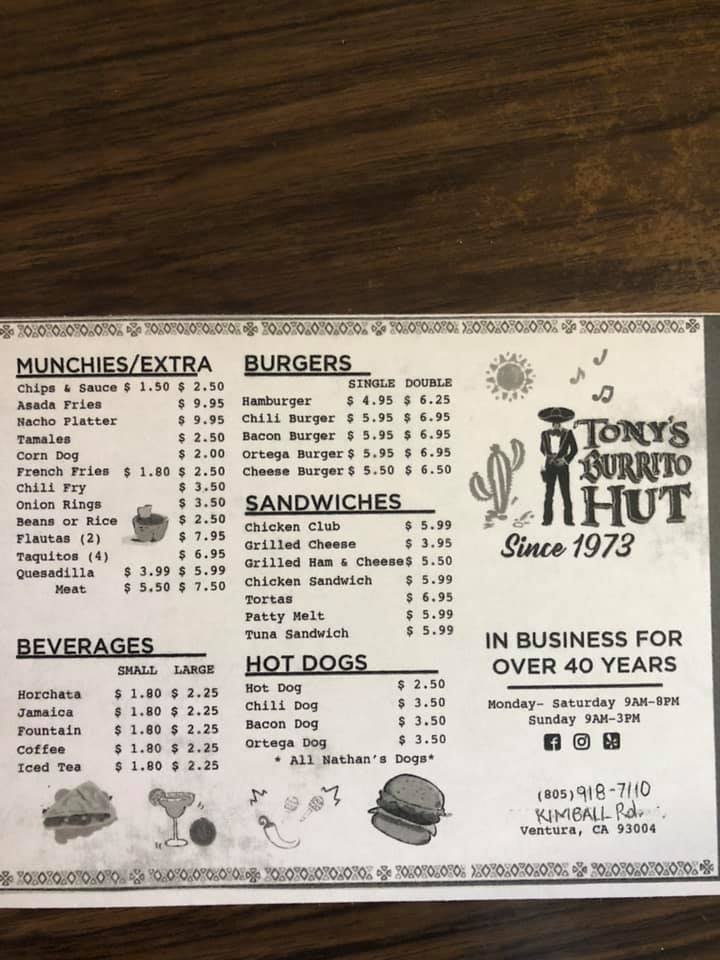 MUNCHIES/EXTRA
Chips & Sauce $ 1.50 $ 2.50
Asada Fries $ 9.95
Nacho Platter $ 9.95
Tamales $ 2.50
Corn Dog $ 2.00
French Fries $ 1.80 $ 2.50
Chili Fry $ 3.50
Onion Rings $ 3.50
Beans or Rice $ 2.50
Flautas (2) $ 7.95
Taquitos (4) $ 6.95
Quesadilla $ 3.99 $ 5.99
Meat $ 5.50 $ 7.50
BEVERAGES
SMALL LARGE
Horchata $ 1.80 $ 2.25
Jamaica $ 1.80 $ 2.25
Fountain $ 1.80 $ 2.25
Coffee $ 1.80 $ 2.25
Iced Tea $ 1.80 $ 2.25
BURGERS
SINGLE DOUBLE
Hamburger $ 4.95 $ 6.25
Chili Burger $ 5.95 $ 6.95
Bacon Burger $ 5.95 $ 6.95
Ortega Burger $ 5.95 $ 6.95
Cheese Burger $ 5.50 $ 6.50
SANDWICHES
Chicken Club $ 5.99
Grilled Cheese $ 3.95
Grilled Ham & Cheese $ 5.50
Chicken Sandwich $ 5.99
Tortas $ 6.95
Patty Melt $ 5.99
Tuna Sandwich $ 5.99
HOT DOGS
Hot Dog $ 2.50
Chili Dog $ 3.50
Bacon Dog $ 3.50
Ortega Dog $ 3.50
* All Nathan's Dogs*
TONY'S
BURRITO
HUT
Since 1973
IN BUSINESS FOR
OVER 40 YEARS
Monday- Saturday 9AM-8PM
Sunday 9AM-3PM
(805) 918-7110
KIMBALL Rd.
Ventura, CA 93004